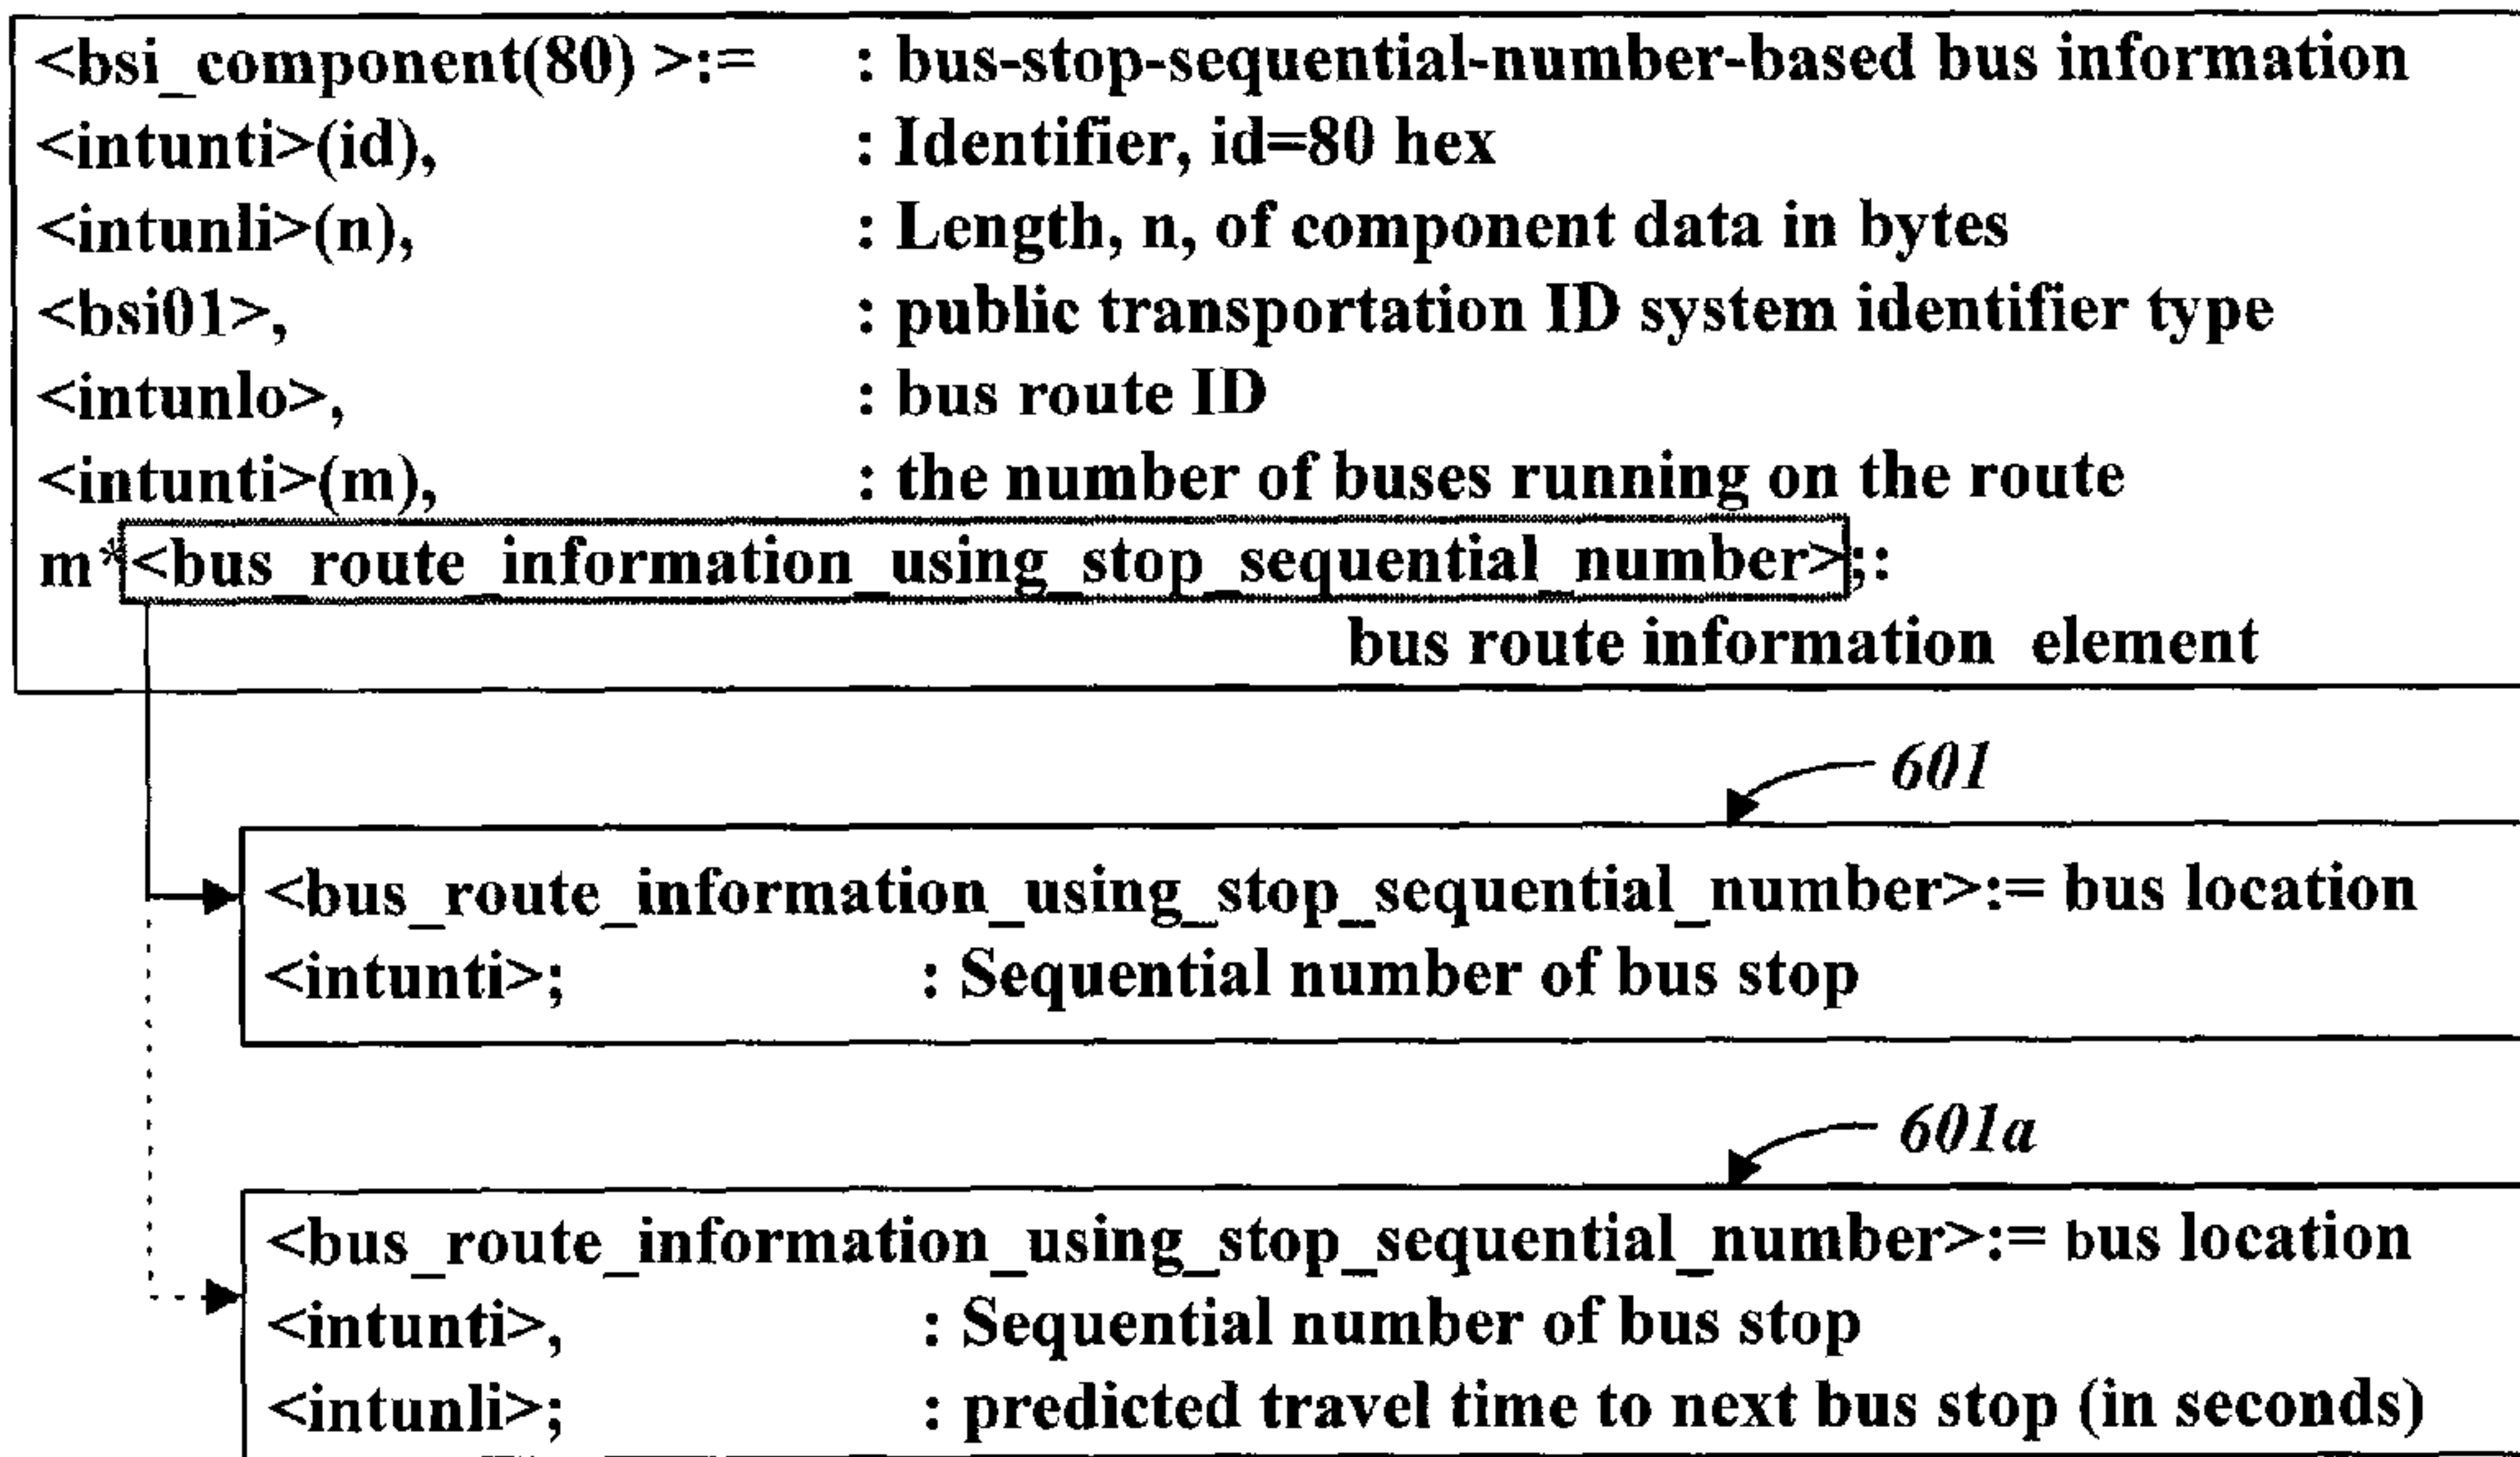 <bsi_component(80) >:= : bus-stop-sequential-number-based bus information
<intunti>(id), : Identifier, id=80 hex
<intunli>(n), : Length, n, of component data in bytes
<bsi01>, : public transportation ID system identifier type
<intunlo>, : bus route ID
<intunti>(m), : the number of buses running on the route
m*<bus_route_information_using_stop_sequential_number>;:
bus route information element
601
<bus_route_information_using_stop_sequential_number>:= bus location
<intunti>; : Sequential number of bus stop
601a
<bus_route_information_using_stop_sequential_number>:= bus location
<intunti>, : Sequential number of bus stop
<intunli>; : predicted travel time to next bus stop (in seconds)